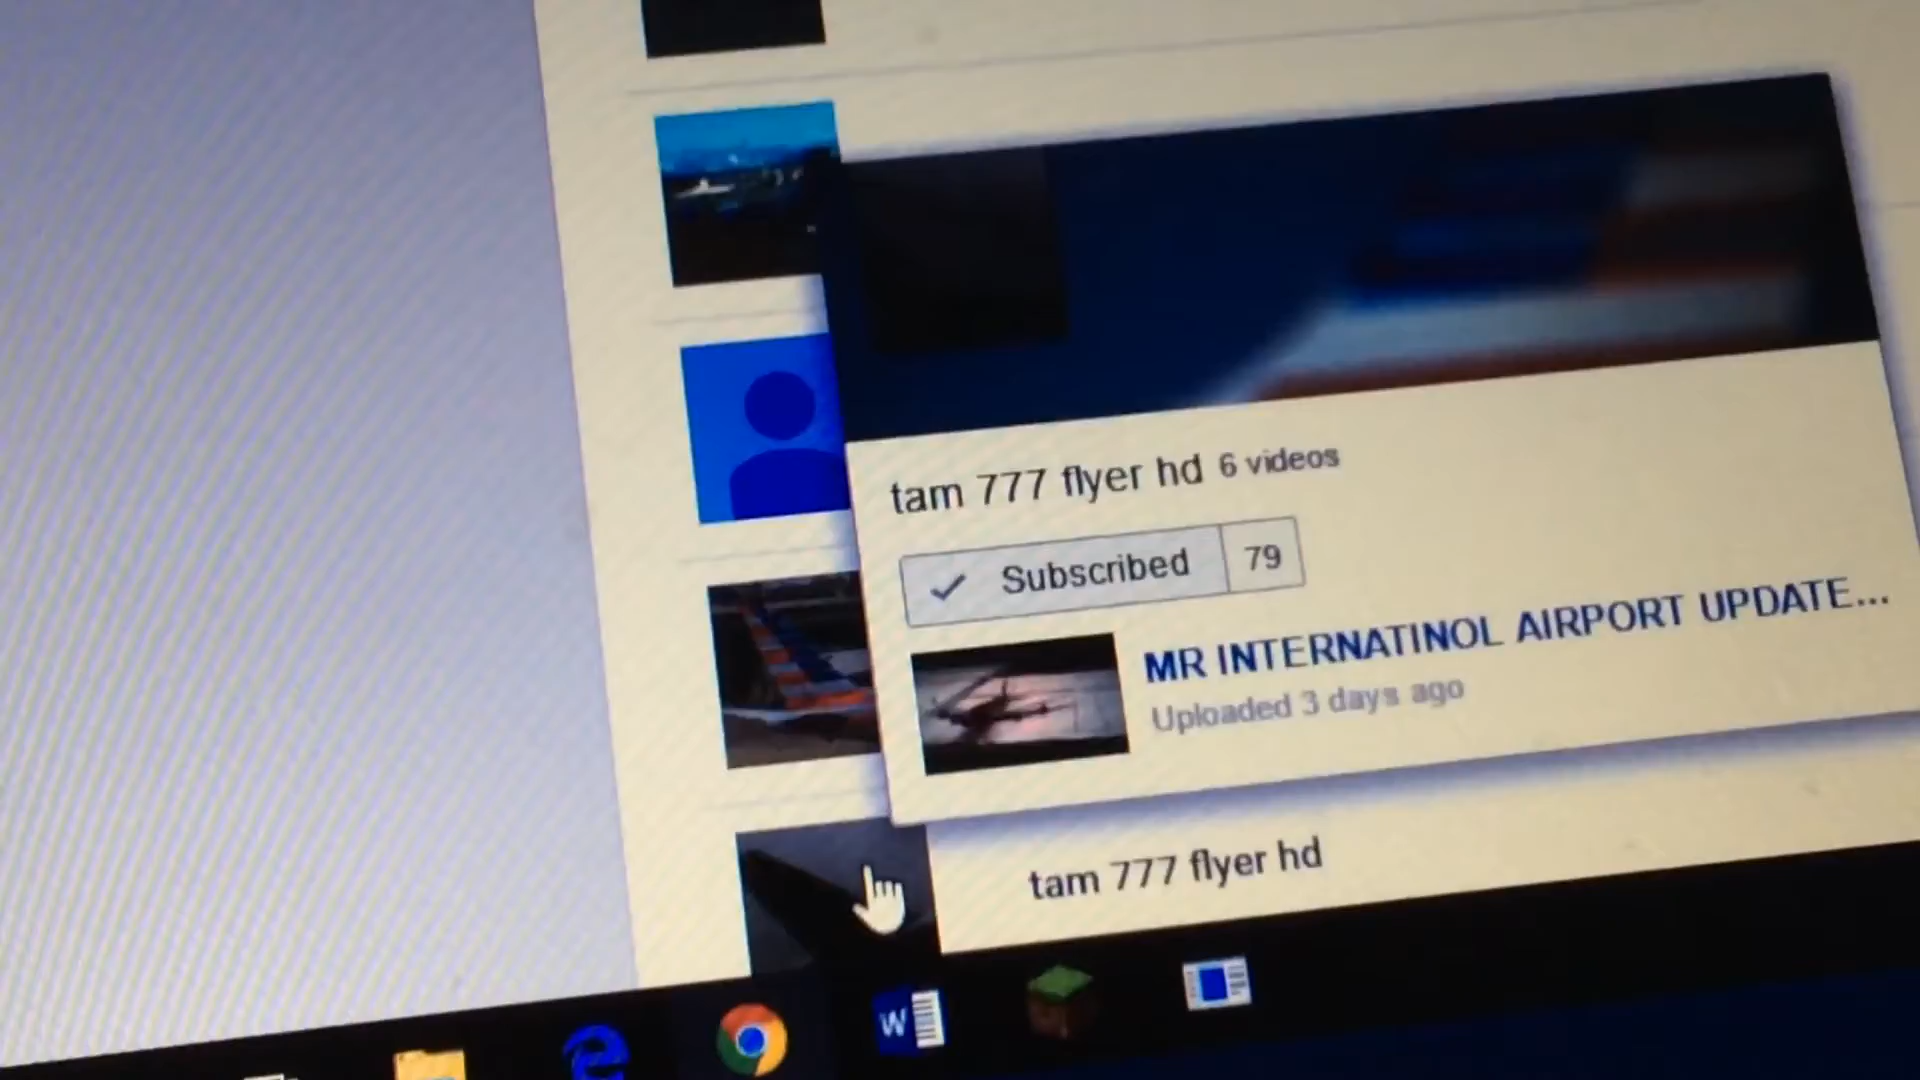 tam 777 flyer hd 6 videos
Subscribed 79
MR INTERNATINOL AIRPORT UPDATE...
Uploaded 3 days ago
tam 777 flyer hd
W